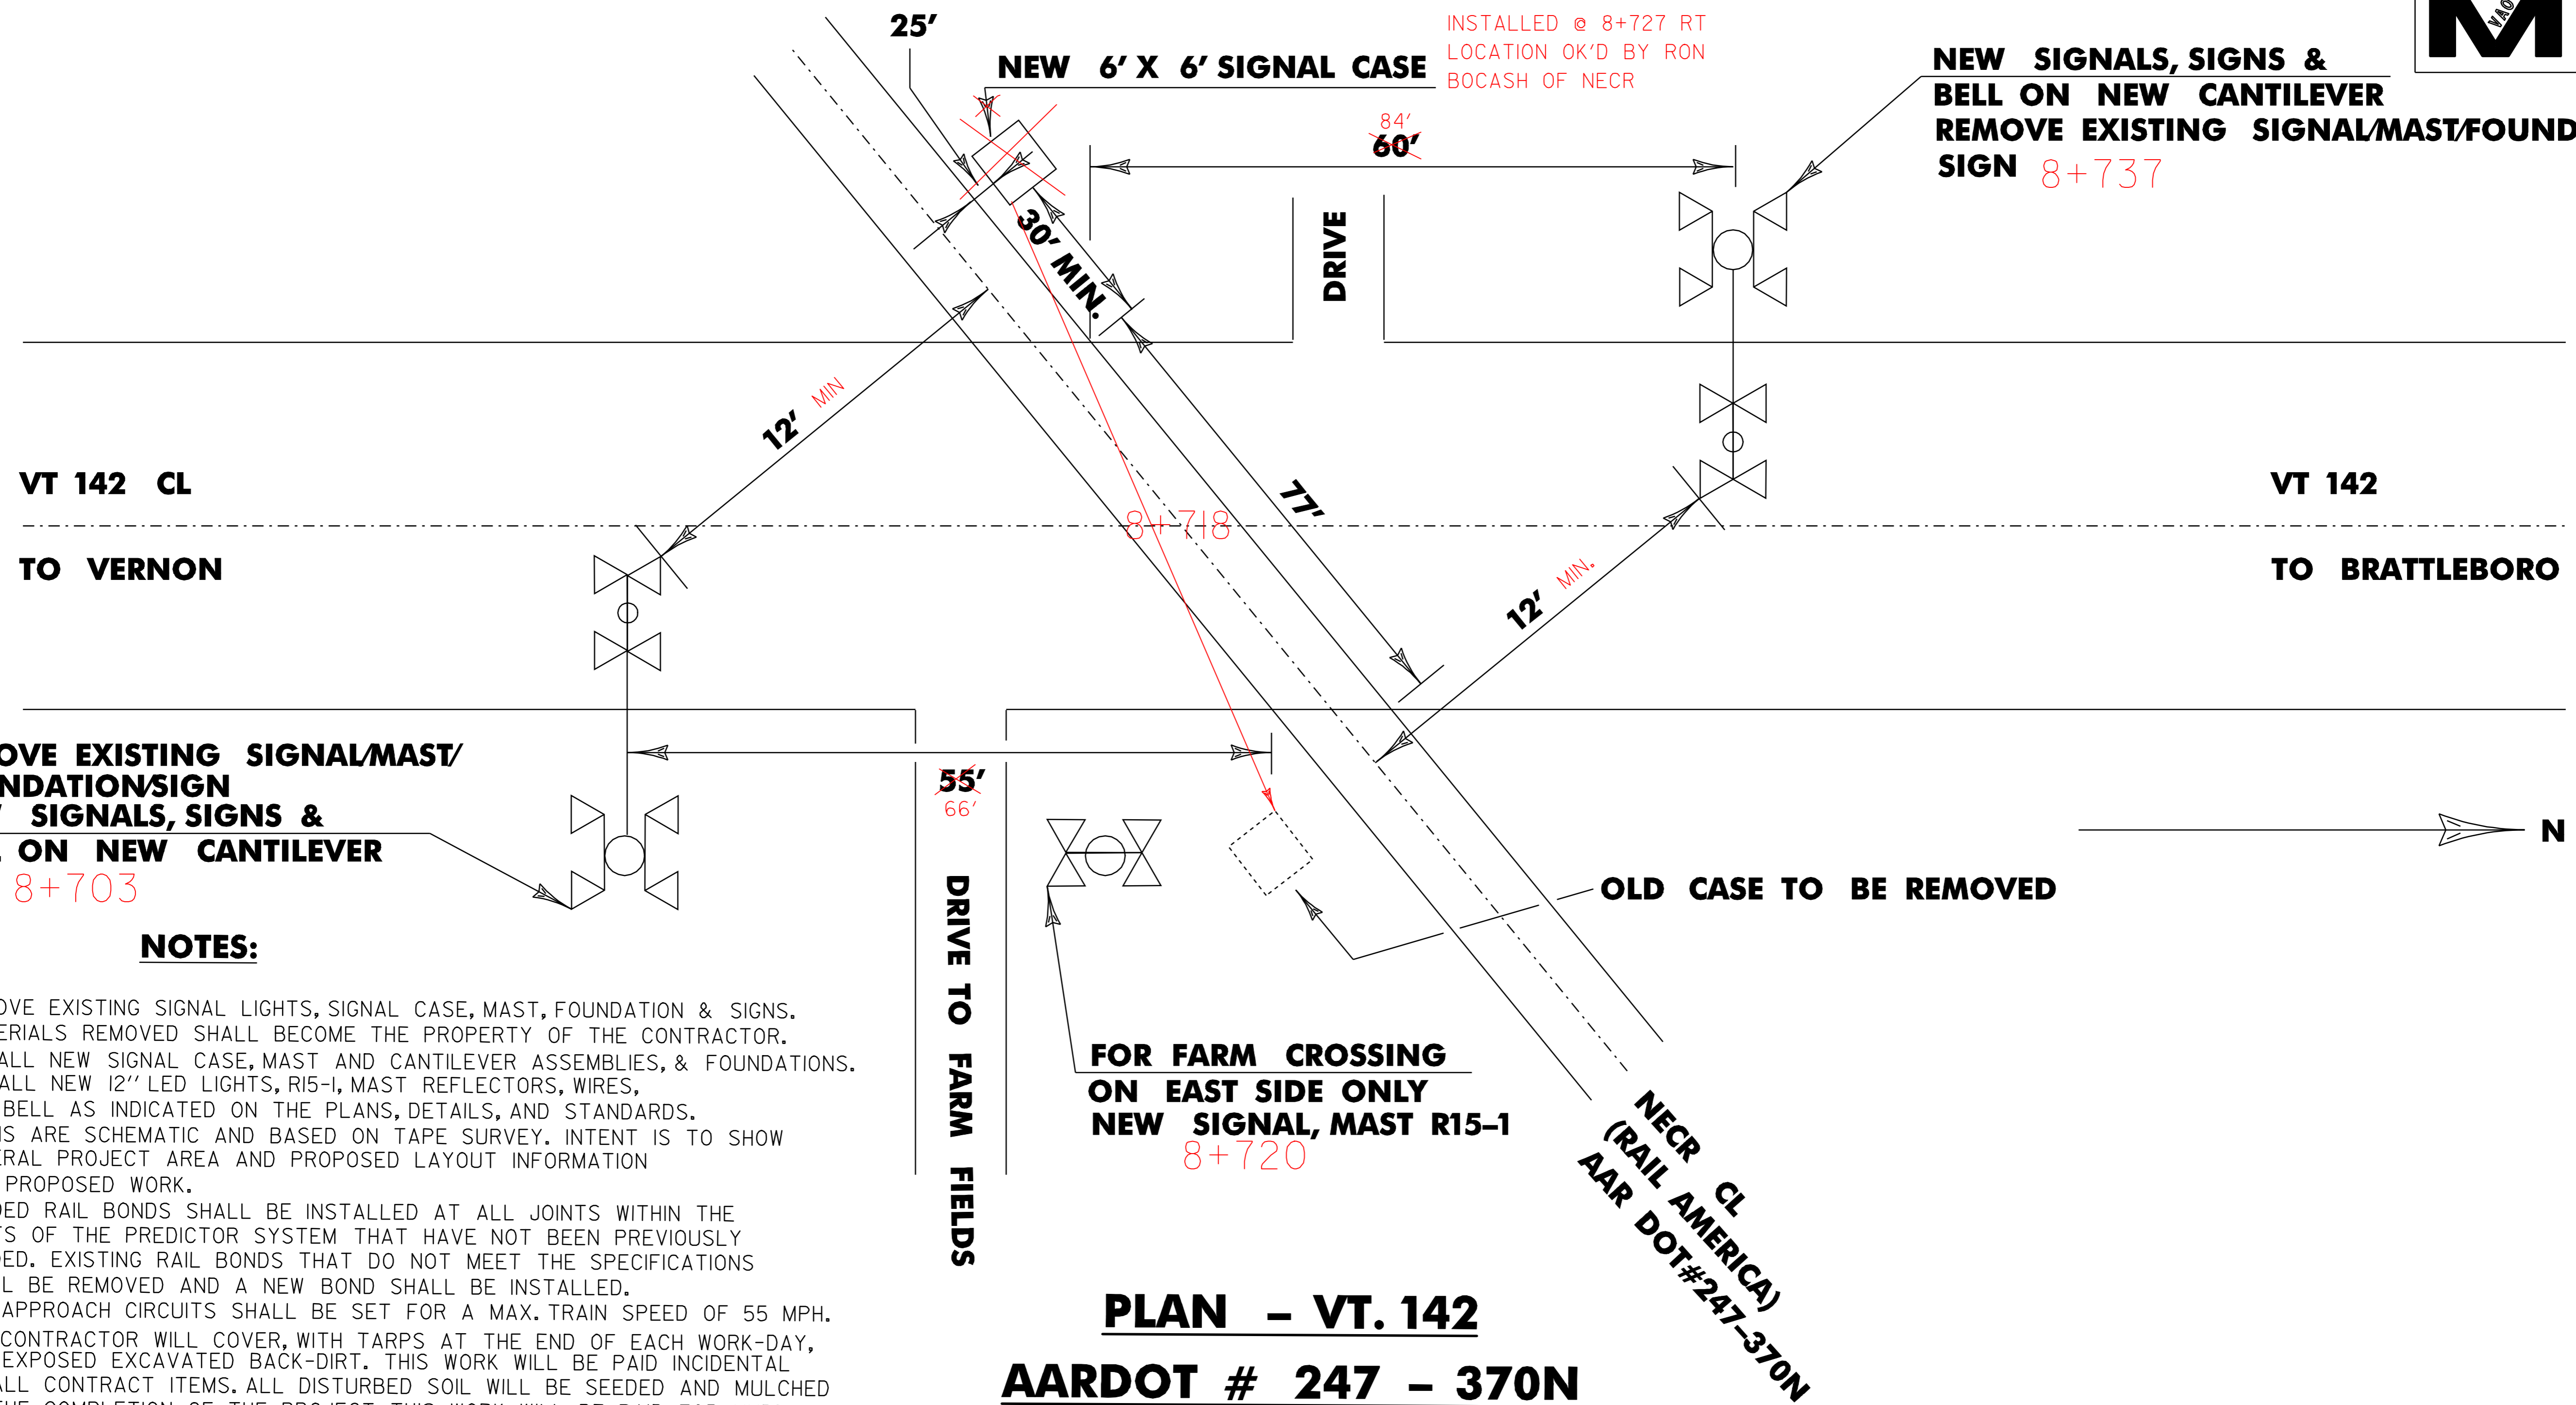 25'
NEW 6' X 6' SIGNAL CASE
INSTALLED @ 8+727 RT
LOCATION OK'D BY RON
BOCASH OF NECR
NEW SIGNALS, SIGNS &
BELL ON NEW CANTILEVER
REMOVE EXISTING SIGNAL/MAST/FOUND
SIGN 8+737
M
VAO
84'
60'
30' MIN.
DRIVE
12' MIN
77'
VT 142 CL
VT 142
8+718
TO VERNON
TO BRATTLEBORO
12' MIN.
OVE EXISTING SIGNAL/MAST/
NDATION/SIGN
SIGNALS, SIGNS &
ON NEW CANTILEVER
8+703
55'
66'
N
OLD CASE TO BE REMOVED
DRIVE TO FARM FIELDS
FOR FARM CROSSING
ON EAST SIDE ONLY
NEW SIGNAL, MAST R15-1
8+720
NECR CL
(RAIL AMERICA)
AAR DOT#247-370N
NOTES:
OVE EXISTING SIGNAL LIGHTS, SIGNAL CASE, MAST, FOUNDATION & SIGNS.
ERIALS REMOVED SHALL BECOME THE PROPERTY OF THE CONTRACTOR.
ALL NEW SIGNAL CASE, MAST AND CANTILEVER ASSEMBLIES, & FOUNDATIONS.
ALL NEW 12" LED LIGHTS, R15-1, MAST REFLECTORS, WIRES,
BELL AS INDICATED ON THE PLANS, DETAILS, AND STANDARDS.
NS ARE SCHEMATIC AND BASED ON TAPE SURVEY. INTENT IS TO SHOW
ERAL PROJECT AREA AND PROPOSED LAYOUT INFORMATION
PROPOSED WORK.
DED RAIL BONDS SHALL BE INSTALLED AT ALL JOINTS WITHIN THE
TS OF THE PREDICTOR SYSTEM THAT HAVE NOT BEEN PREVIOUSLY
DED. EXISTING RAIL BONDS THAT DO NOT MEET THE SPECIFICATIONS
L BE REMOVED AND A NEW BOND SHALL BE INSTALLED.
APPROACH CIRCUITS SHALL BE SET FOR A MAX. TRAIN SPEED OF 55 MPH.
CONTRACTOR WILL COVER, WITH TARPS AT THE END OF EACH WORK-DAY,
EXPOSED EXCAVATED BACK-DIRT. THIS WORK WILL BE PAID INCIDENTAL
ALL CONTRACT ITEMS. ALL DISTURBED SOIL WILL BE SEEDED AND MULCHED
PLAN - VT. 142
AARDOT # 247 - 370N